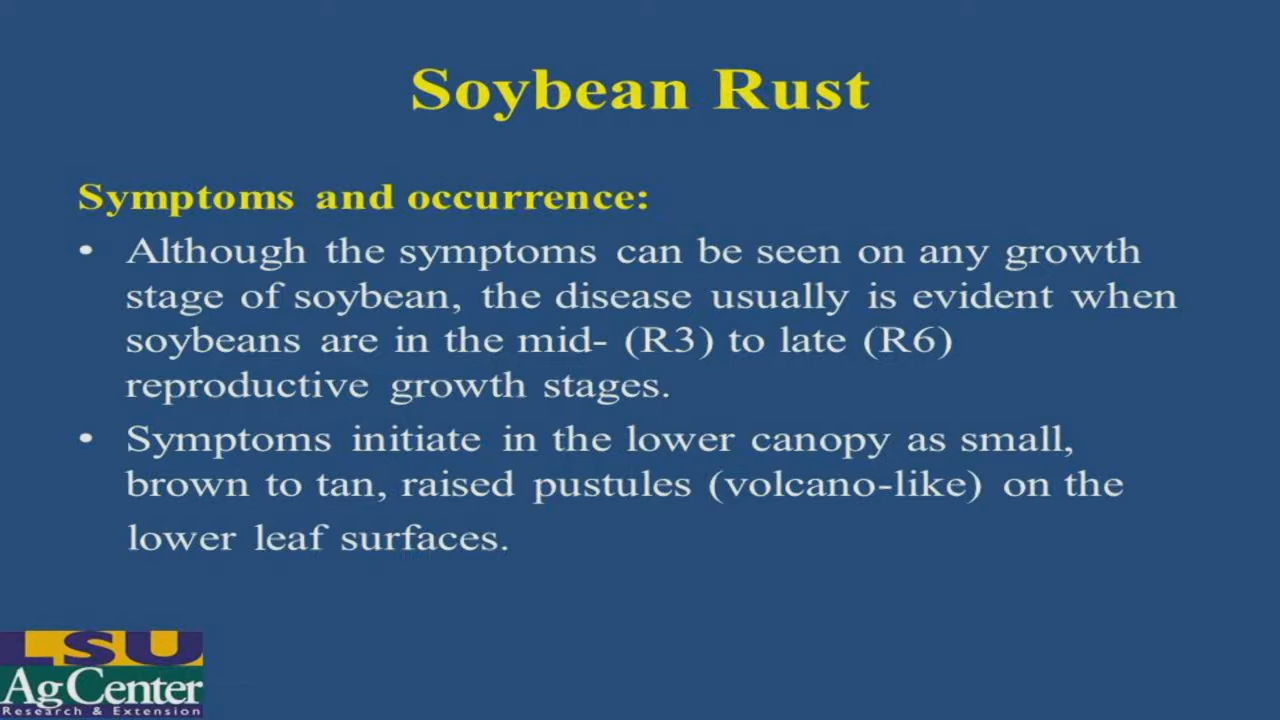 Soybean Rust
Symptoms and occurrence:
• Although the symptoms can be seen on any growth
stage of soybean, the disease usually is evident when
soybeans are in the mid- (R3) to late (R6)
reproductive growth stages.
• Symptoms initiate in the lower canopy as small,
brown to tan, raised pustules (volcano-like) on the
lower leaf surfaces.
LSU
AgCenter
Research & Extension